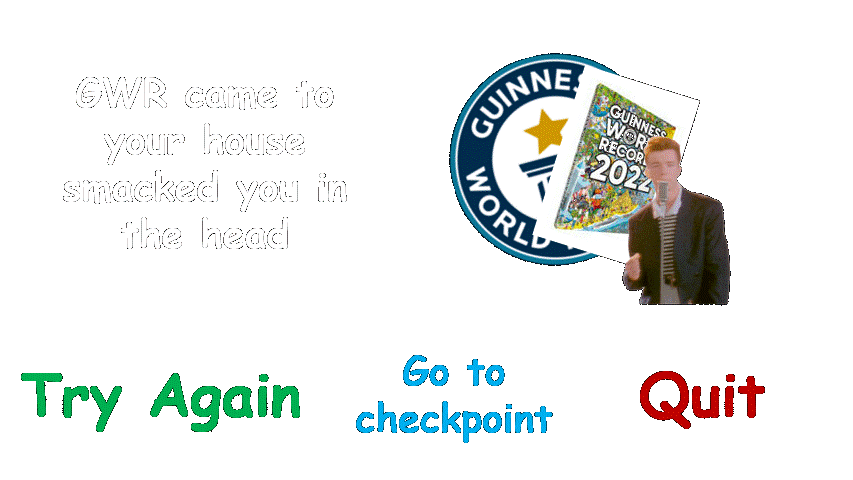 GWR came to
your house
smacked you in
the head
GUINNESS
WORLD
GUINNESS
WORLD
RECORDS
2022
Try Again
Go to
checkpoint
Quit